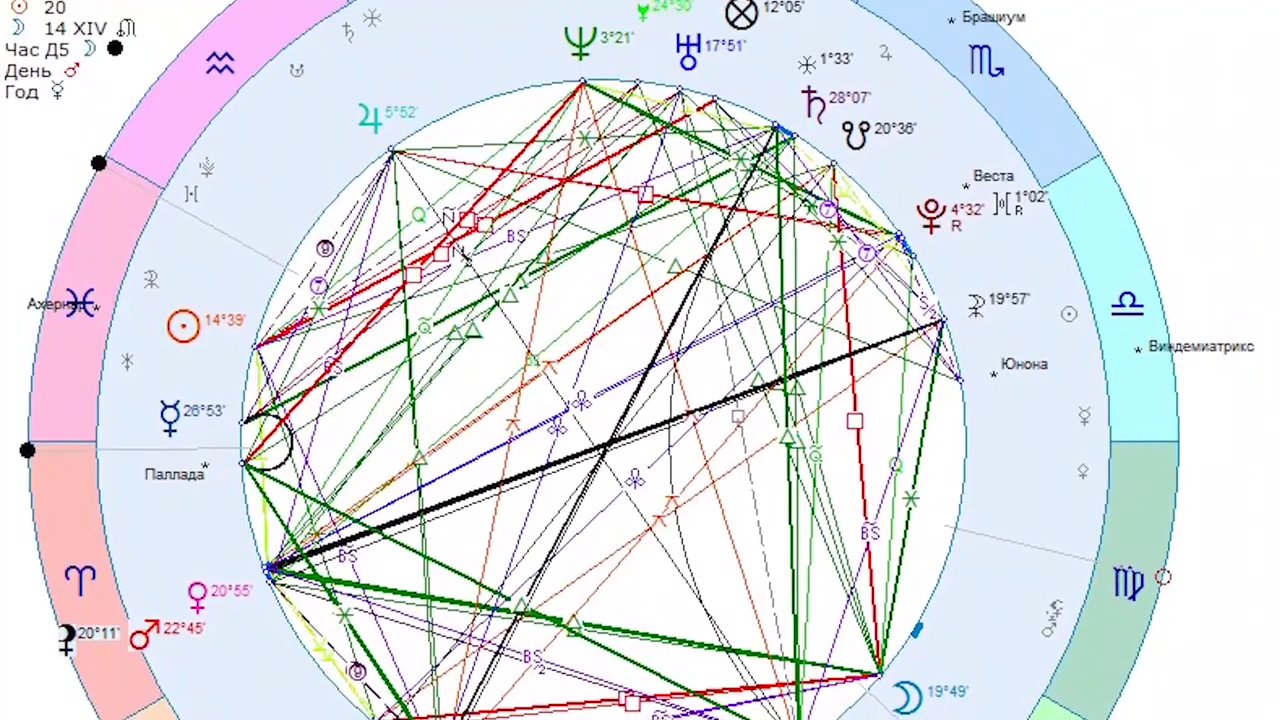 20
14 XIV
Час Д5
День
Год
24°30'
12°05'
Брашиум
3°21'
17°51'
1°33'
5°52'
28°07'
20°36'
Веста
4°32'
R
1°02'
R
Q
N
BS
Ахернар
14°39'
19°57'
Виндемиатрикс
Юнона
26°53'
Паллада
Q
BS
BS
20°55'
20°11'
22°45'
BS
2
19°49'